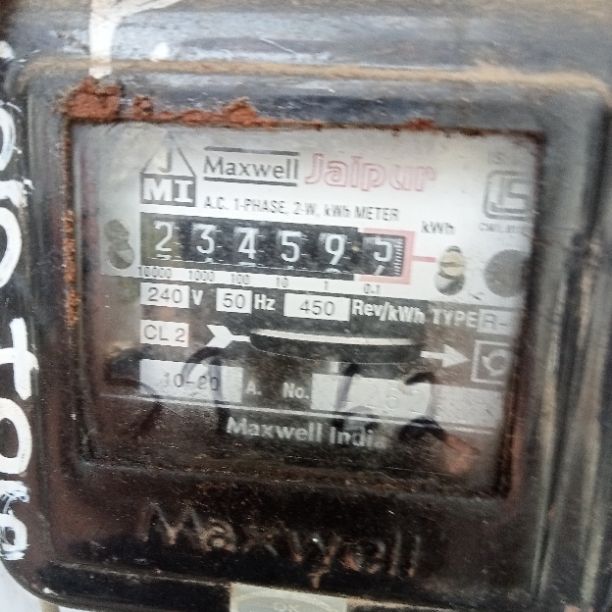 J
MI
Maxwell Jaipur
A.C. 1-PHASE, 2-W, kWh METER
kWh
2 3 4 5 9 5
10000 1000 100 10 1 0.1
240 V 50 Hz 450 Rev/kWh TYPE R-
CL 2
10-20 A. No.
Maxwell India
Maxwell